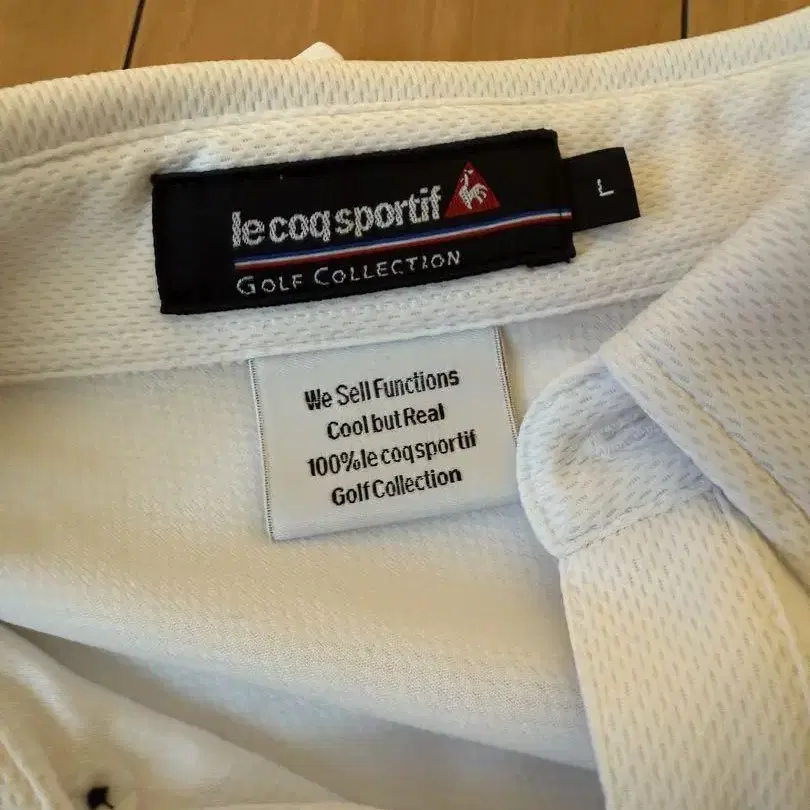 le coq sportif
GOLF COLLECTION
L
We Sell Functions
Cool but Real
100% le coq sportif
Golf Collection